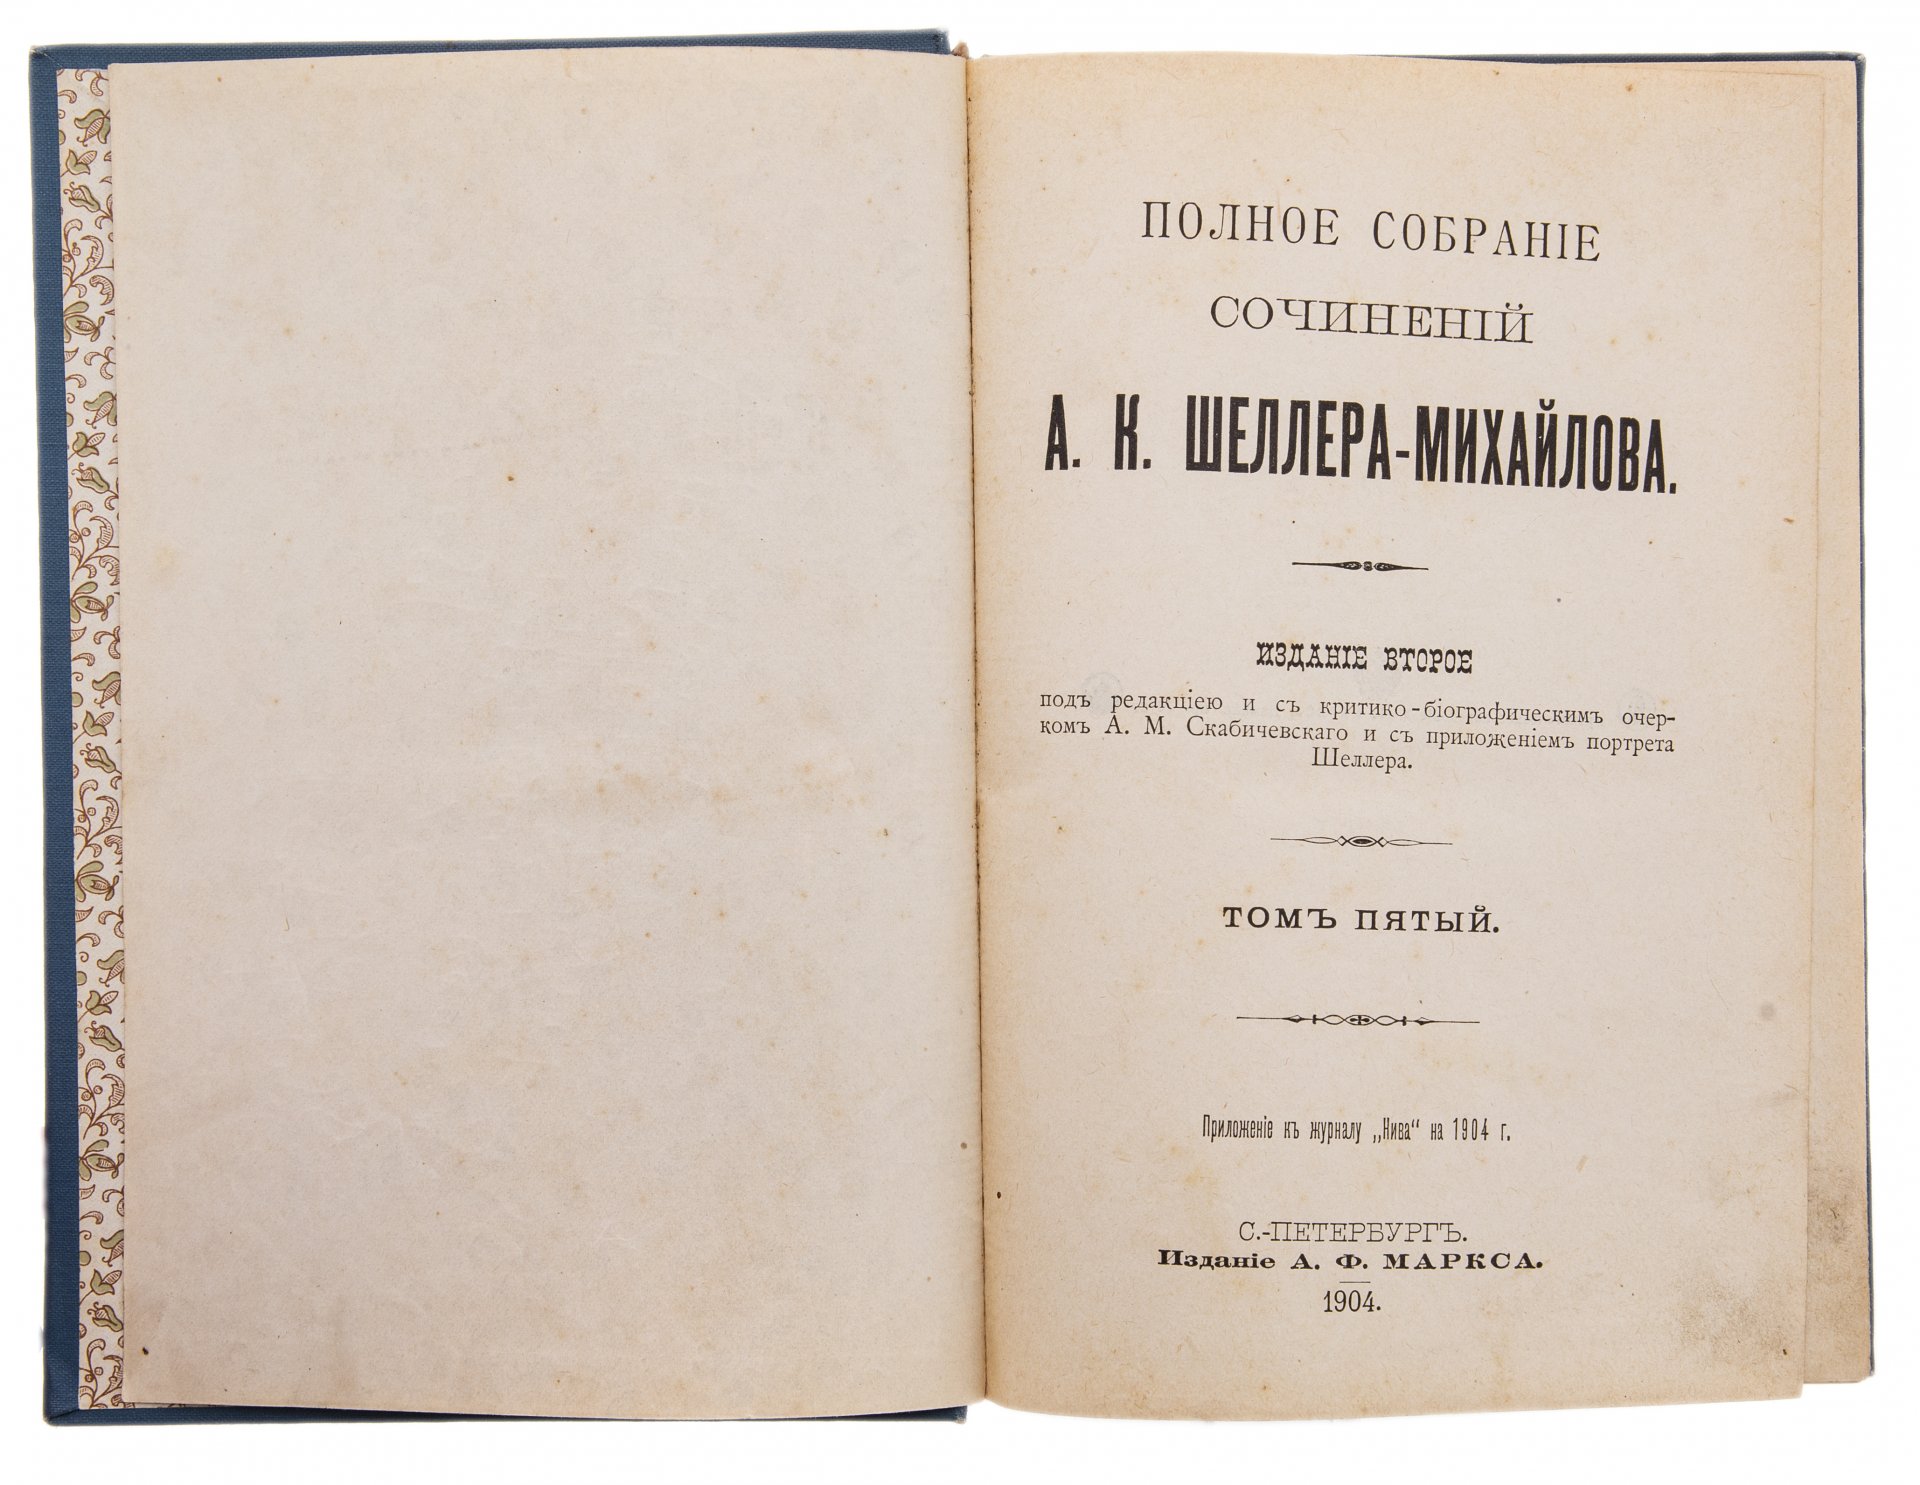 ПОЛНОЕ СОБРАНІЕ
СОЧИНЕНІЙ
А. К. ШЕЛЛЕРА-МИХАЙЛОВА.
ИЗДАНІЕ ВТОРОЕ
подъ редакціею и съ критико-біографическимъ очер-
комъ А. М. Скабичевскаго и съ приложеніемъ портрета
Шеллера.
ТОМЪ ПЯТЫЙ.
Приложеніе къ журналу „Нива“ на 1904 г.
С.-ПЕТЕРБУРГЪ.
Изданіе А. Ф. МАРКСА.
1904.